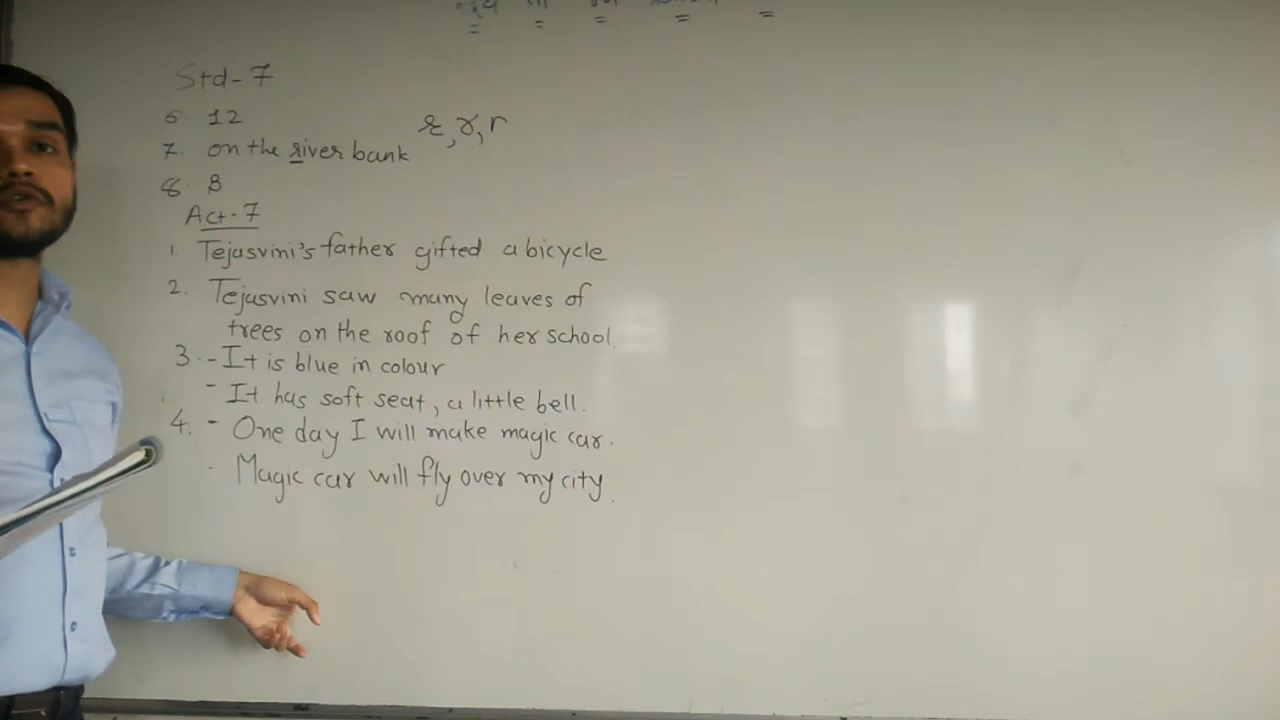 Std-7
6. 12
7. on the river bank r, r, r
8. B
Act-7
1. Tejasvini's father gifted a bicycle
2. Tejasvini saw many leaves of
trees on the roof of her school.
3. - It is blue in colour
- It has soft seat, a little bell.
4. - One day I will make magic car.
- Magic car will fly over my city.